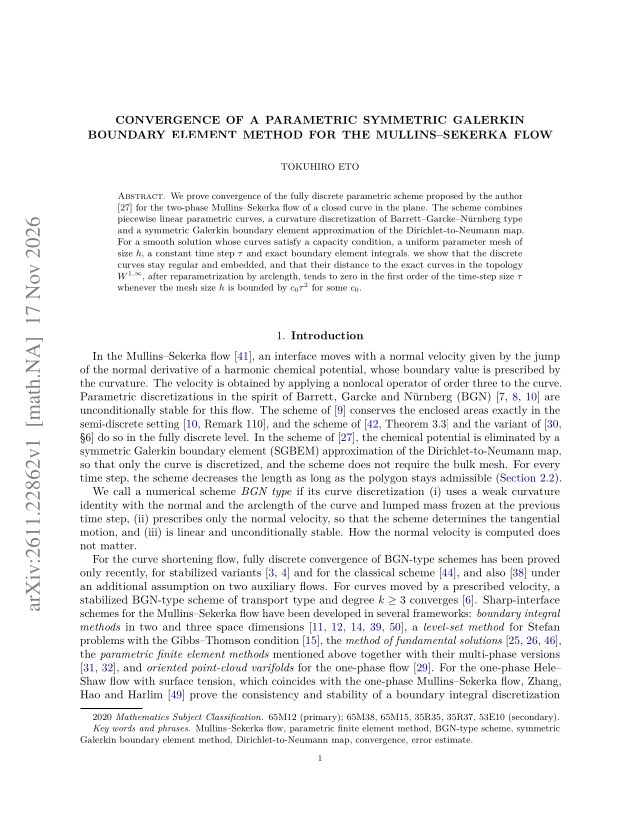 CONVERGENCE OF A PARAMETRIC SYMMETRIC GALERKIN
BOUNDARY ELEMENT METHOD FOR THE MULLINS–SEKERKA FLOW
TOKUHIRO ETO
Abstract. We prove convergence of the fully discrete parametric scheme proposed by the author
[27] for the two-phase Mullins–Sekerka flow of a closed curve in the plane. The scheme combines
piecewise linear parametric curves, a curvature discretization of Barrett–Garcke–Nürnberg type
and a symmetric Galerkin boundary element approximation of the Dirichlet-to-Neumann map.
For a smooth solution whose curves satisfy a capacity condition, a uniform parameter mesh of
size h, a constant time step τ and exact boundary element integrals, we show that the discrete
curves stay regular and embedded, and that their distance to the exact curves in the topology
W^{1,∞}, after reparametrization by arclength, tends to zero in the first order of the time-step size τ
whenever the mesh size h is bounded by c₀τ² for some c₀.
1. Introduction
In the Mullins–Sekerka flow [41], an interface moves with a normal velocity given by the jump
of the normal derivative of a harmonic chemical potential, whose boundary value is prescribed by
the curvature. The velocity is obtained by applying a nonlocal operator of order three to the curve.
Parametric discretizations in the spirit of Barrett, Garcke and Nürnberg (BGN) [7, 8, 10] are
unconditionally stable for this flow. The scheme of [9] conserves the enclosed areas exactly in the
semi-discrete setting [10, Remark 110], and the scheme of [42, Theorem 3.3] and the variant of [30,
§6] do so in the fully discrete level. In the scheme of [27], the chemical potential is eliminated by a
symmetric Galerkin boundary element (SGBEM) approximation of the Dirichlet-to-Neumann map,
so that only the curve is discretized, and the scheme does not require the bulk mesh. For every
time step, the scheme decreases the length as long as the polygon stays admissible (Section 2.2).
We call a numerical scheme BGN type if its curve discretization (i) uses a weak curvature
identity with the normal and the arclength of the curve and lumped mass frozen at the previous
time step, (ii) prescribes only the normal velocity, so that the scheme determines the tangential
motion, and (iii) is linear and unconditionally stable. How the normal velocity is computed does
not matter.
For the curve shortening flow, fully discrete convergence of BGN-type schemes has been proved
only recently, for stabilized variants [3, 4] and for the classical scheme [44], and also [38] under
an additional assumption on two auxiliary flows. For curves moved by a prescribed velocity, a
stabilized BGN-type scheme of transport type and degree k ≥ 3 converges [6]. Sharp-interface
schemes for the Mullins–Sekerka flow have been developed in several frameworks: boundary integral
methods in two and three space dimensions [11, 12, 14, 39, 50], a level-set method for Stefan
problems with the Gibbs–Thomson condition [15], the method of fundamental solutions [25, 26, 46],
the parametric finite element methods mentioned above together with their multi-phase versions
[31, 32], and oriented point-cloud varifolds for the one-phase flow [29]. For the one-phase Hele–
Shaw flow with surface tension, which coincides with the one-phase Mullins–Sekerka flow, Zhang,
Hao and Harlim [49] prove the consistency and stability of a boundary integral discretization
2020 Mathematics Subject Classification. 65M12 (primary); 65M38, 65M15, 35R35, 35R37, 53E10 (secondary).
Key words and phrases. Mullins–Sekerka flow, parametric finite element method, BGN-type scheme, symmetric
Galerkin boundary element method, Dirichlet-to-Neumann map, convergence, error estimate.
1
arXiv:2611.22862v1 [math.NA] 17 Nov 2026